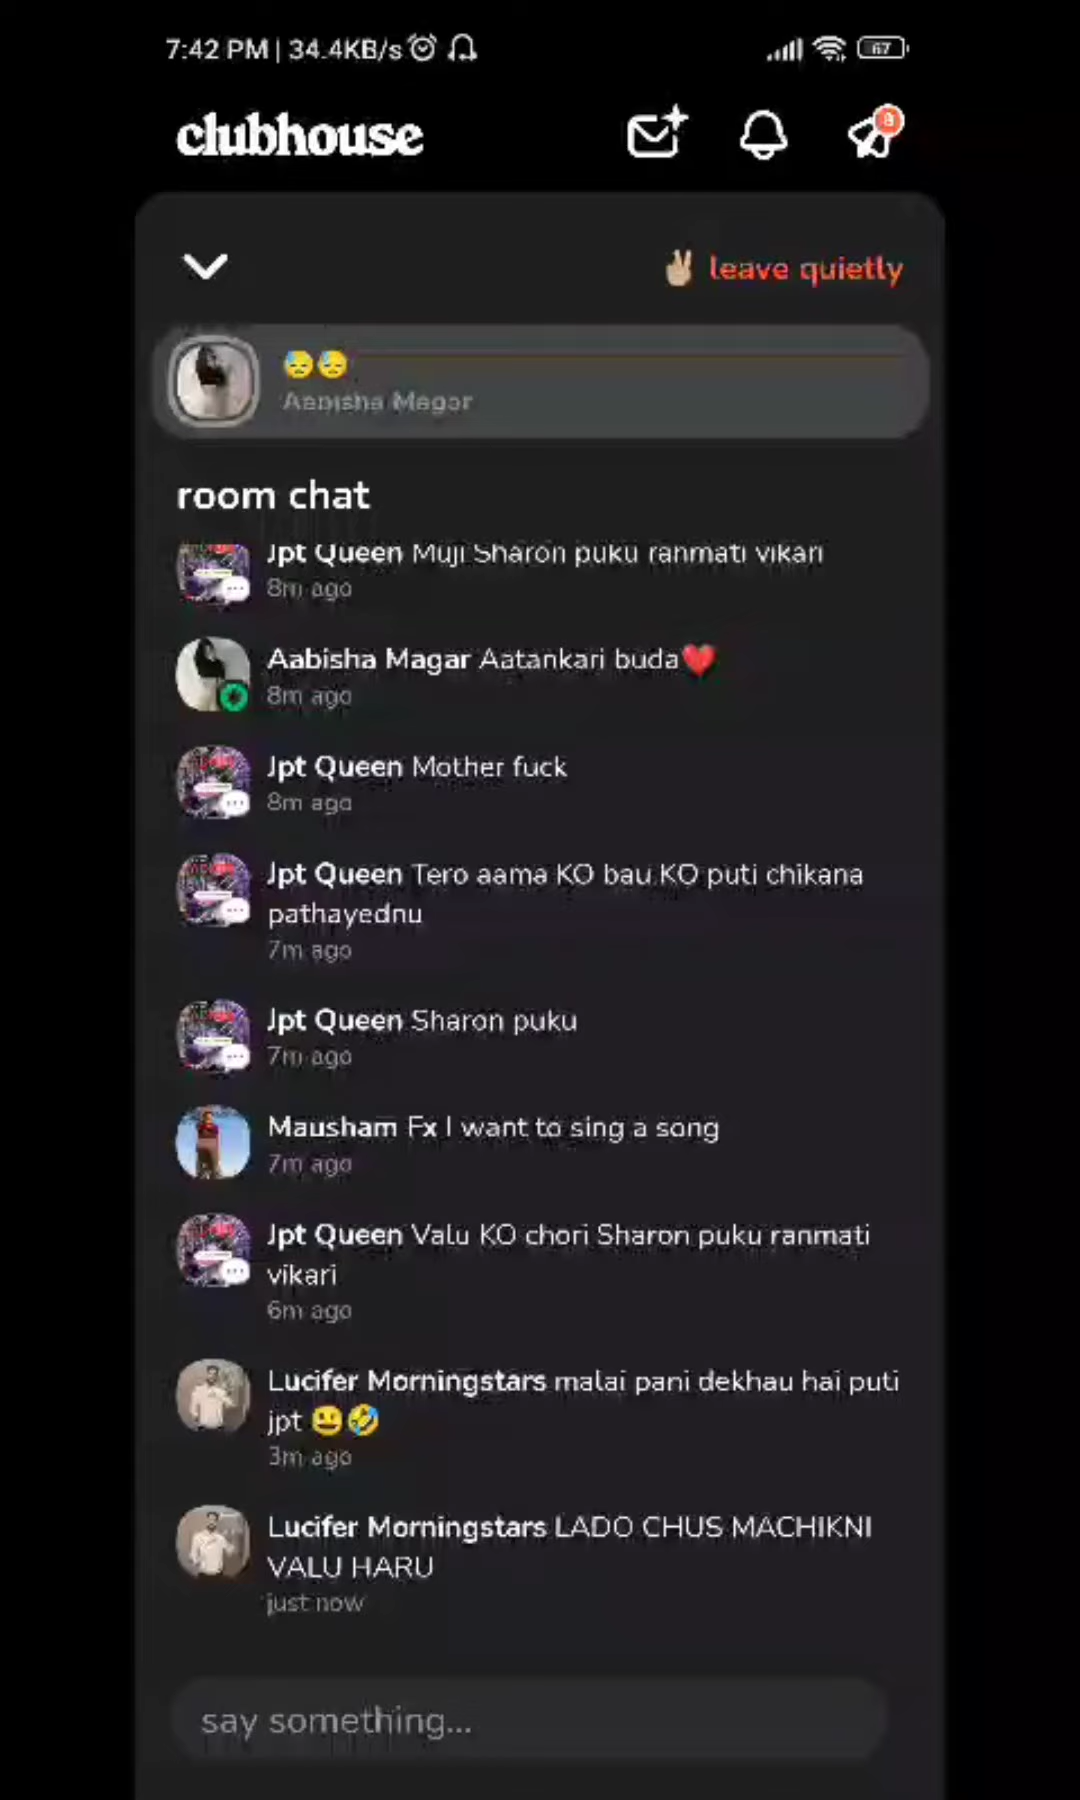 7:42 PM | 34.4KB/s
67
clubhouse
8
✌🏼 leave quietly
😓😓
Aabisha Magar
room chat
Jpt Queen Muji Sharon puku ranmati vikari
8m ago
Aabisha Magar Aatankari buda❤️
8m ago
Jpt Queen Mother fuck
8m ago
Jpt Queen Tero aama KO bau KO puti chikana
pathayednu
7m ago
Jpt Queen Sharon puku
7m ago
Mausham Fx I want to sing a song
7m ago
Jpt Queen Valu KO chori Sharon puku ranmati
vikari
6m ago
Lucifer Morningstars malai pani dekhau hai puti
jpt 😃🤣
3m ago
Lucifer Morningstars LADO CHUS MACHIKNI
VALU HARU
just now
say something...